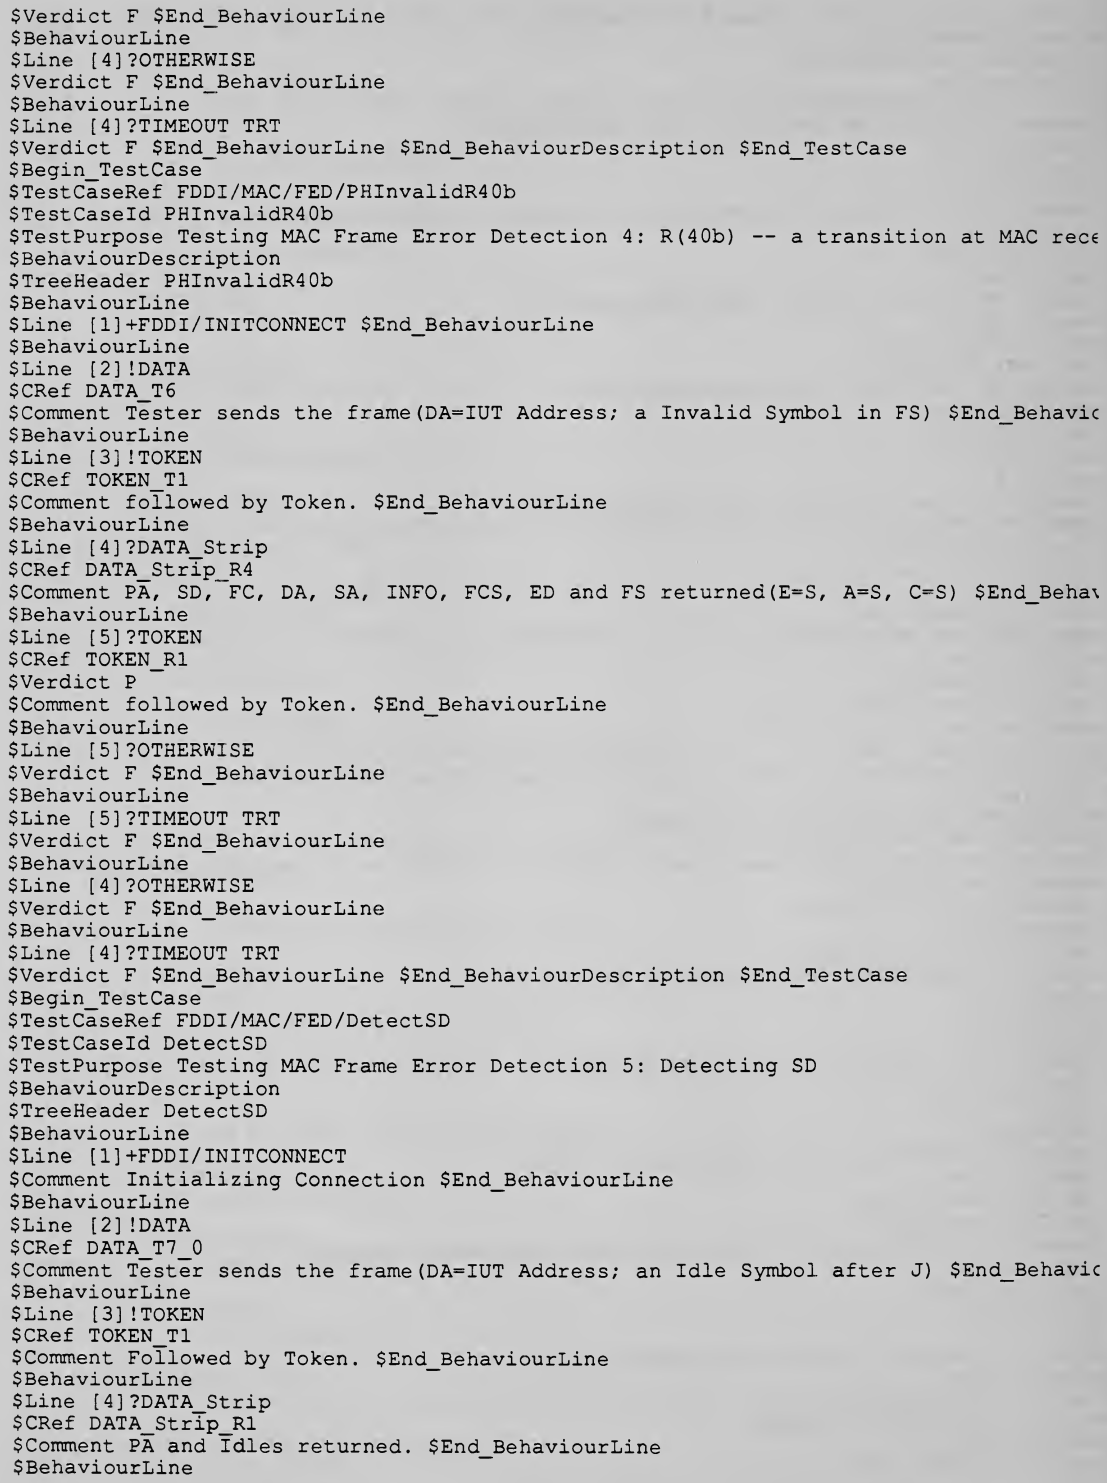 $Verdict F $End_BehaviourLine
$BehaviourLine
$Line [4]?OTHERWISE
$Verdict F $End_BehaviourLine
$BehaviourLine
$Line [4]?TIMEOUT TRT
$Verdict F $End_BehaviourLine $End_BehaviourDescription $End_TestCase
$Begin_TestCase
$TestCaseRef FDDI/MAC/FED/PHInvalidR40b
$TestCaseId PHInvalidR40b
$TestPurpose Testing MAC Frame Error Detection 4: R(40b) -- a transition at MAC rece
$BehaviourDescription
$TreeHeader PHInvalidR40b
$BehaviourLine
$Line [1]+FDDI/INITCONNECT $End_BehaviourLine
$BehaviourLine
$Line [2]!DATA
$CRef DATA_T6
$Comment Tester sends the frame(DA=IUT Address; a Invalid Symbol in FS) $End_Behavic
$BehaviourLine
$Line [3]!TOKEN
$CRef TOKEN_T1
$Comment followed by Token. $End_BehaviourLine
$BehaviourLine
$Line [4]?DATA_Strip
$CRef DATA_Strip_R4
$Comment PA, SD, FC, DA, SA, INFO, FCS, ED and FS returned(E=S, A=S, C=S) $End_Behav
$BehaviourLine
$Line [5]?TOKEN
$CRef TOKEN_R1
$Verdict P
$Comment followed by Token. $End_BehaviourLine
$BehaviourLine
$Line [5]?OTHERWISE
$Verdict F $End_BehaviourLine
$BehaviourLine
$Line [5]?TIMEOUT TRT
$Verdict F $End_BehaviourLine
$BehaviourLine
$Line [4]?OTHERWISE
$Verdict F $End_BehaviourLine
$BehaviourLine
$Line [4]?TIMEOUT TRT
$Verdict F $End_BehaviourLine $End_BehaviourDescription $End_TestCase
$Begin_TestCase
$TestCaseRef FDDI/MAC/FED/DetectSD
$TestCaseId DetectSD
$TestPurpose Testing MAC Frame Error Detection 5: Detecting SD
$BehaviourDescription
$TreeHeader DetectSD
$BehaviourLine
$Line [1]+FDDI/INITCONNECT
$Comment Initializing Connection $End_BehaviourLine
$BehaviourLine
$Line [2]!DATA
$CRef DATA_T7_0
$Comment Tester sends the frame(DA=IUT Address; an Idle Symbol after J) $End_Behavic
$BehaviourLine
$Line [3]!TOKEN
$CRef TOKEN_T1
$Comment Followed by Token. $End_BehaviourLine
$BehaviourLine
$Line [4]?DATA_Strip
$CRef DATA_Strip_R1
$Comment PA and Idles returned. $End_BehaviourLine
$BehaviourLine